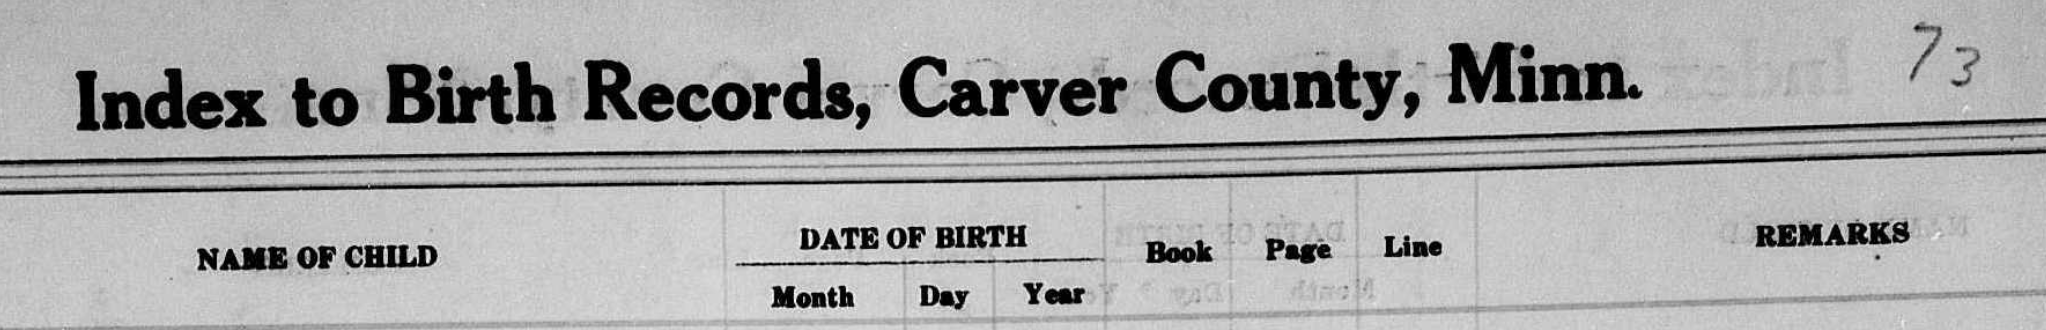 Index to Birth Records, Carver County, Minn. 73
NAME OF CHILD DATE OF BIRTH Book Page Line REMARKS
Month Day Year